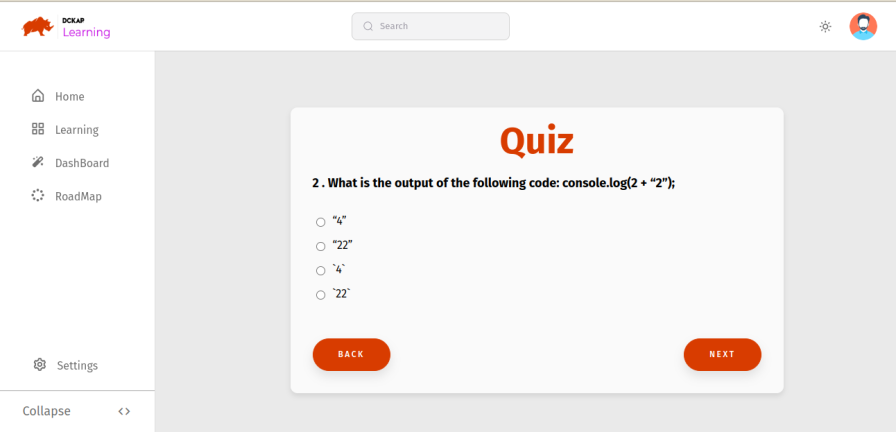 DCKAP
Learning
Search
Home
Learning
DashBoard
RoadMap
Settings
Collapse
Quiz
2 . What is the output of the following code: console.log(2 + “2”);
“4”
“22”
`4`
`22`
BACK
NEXT